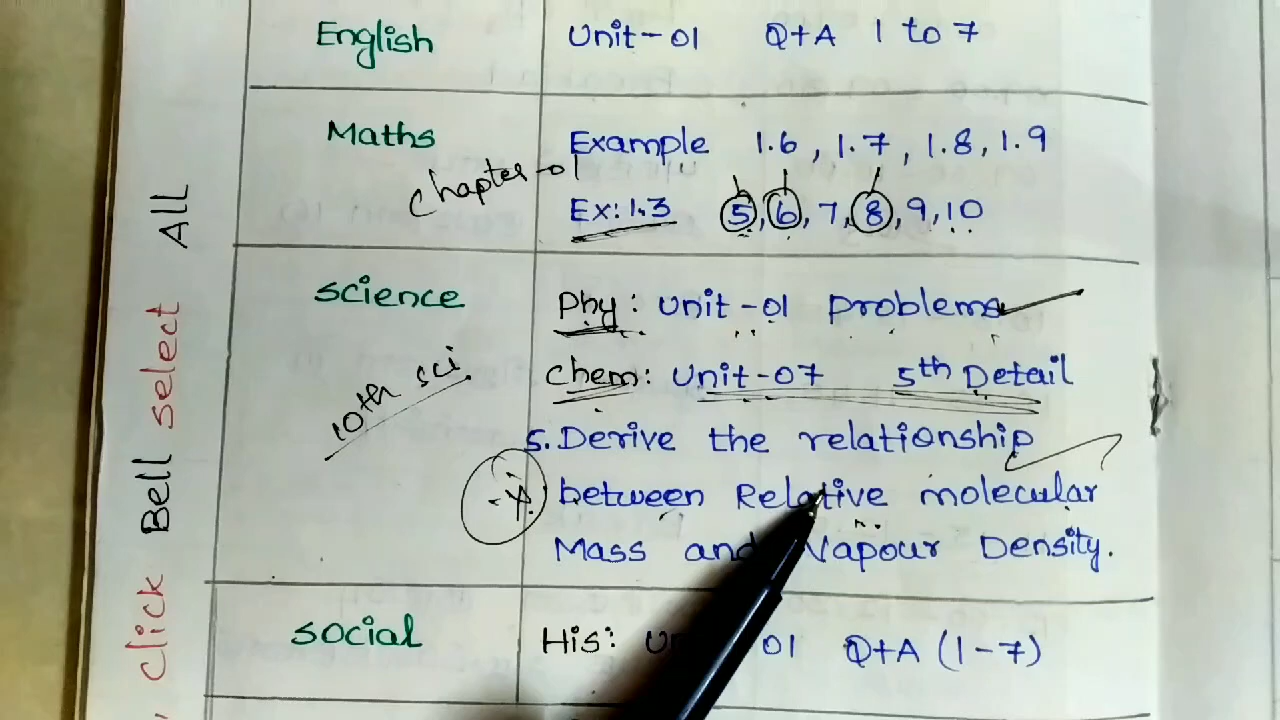 English Unit-01 Q+A 1 to 7
Maths Example 1.6, 1.7, 1.8, 1.9
Chapter-01
Ex: 1.3 5, 6, 7, 8, 9, 10
Science Phy: Unit-01 Problems
10th sci
Chem: Unit-07 5th Detail
5. Derive the relationship
between Relative molecular
Mass and Vapour Density.
Social His: 01 Q+A (1-7)
click Bell select All